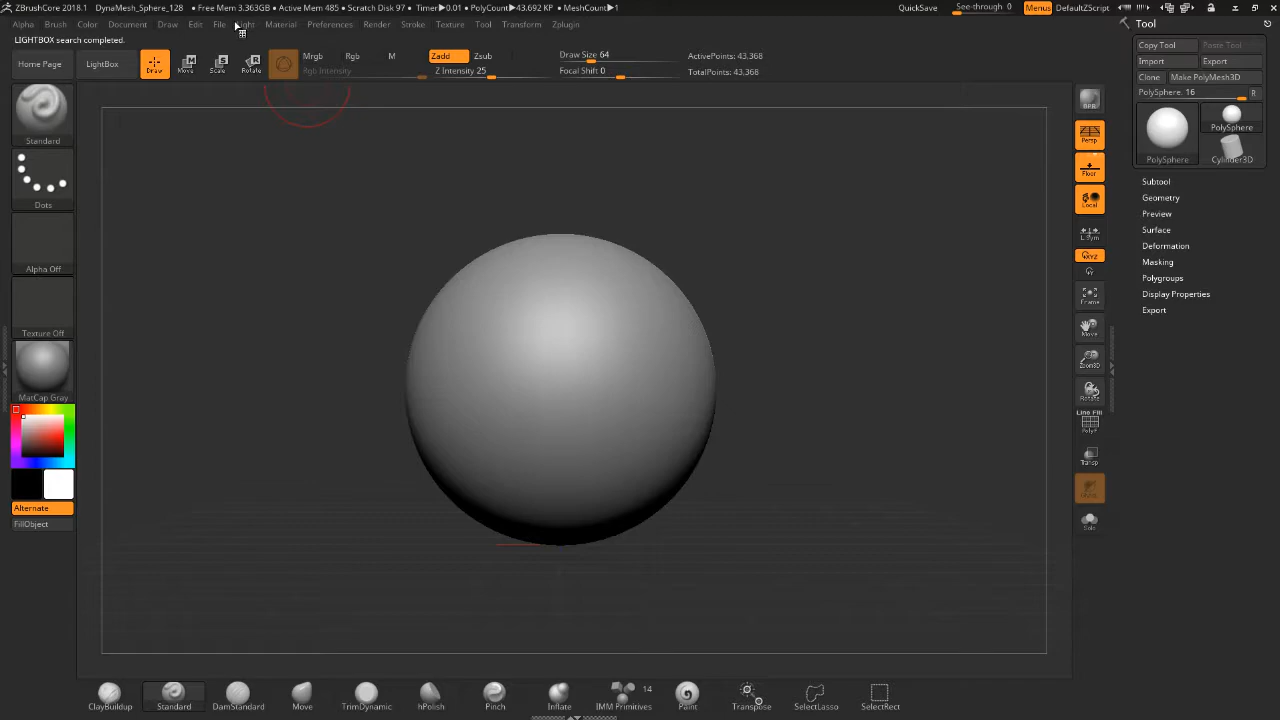 ZBrushCore 2018.1 DynaMesh_Sphere_128 • Free Mem 3.363GB • Active Mem 485 • Scratch Disk 97 • Timer▶0.01 • PolyCount▶43.692 KP • MeshCount▶1 QuickSave See-through 0 Menus DefaultZScript
Alpha Brush Color Document Draw Edit File Light Material Preferences Render Stroke Texture Tool Transform Zplugin
LIGHTBOX search completed.
Tool
Home Page LightBox Draw Move Scale Rotate
Mrgb Rgb M
Rgb Intensity
Zadd Zsub
Z Intensity 25
Draw Size 64
Focal Shift 0
ActivePoints: 43,368
TotalPoints: 43,368
Copy Tool Paste Tool
Import Export
Clone Make PolyMesh3D
PolySphere. 16 R
PolySphere
PolySphere Cylinder3D
Subtool
Geometry
Preview
Surface
Deformation
Masking
Polygroups
Display Properties
Export
Standard
Dots
Alpha Off
Texture Off
MatCap Gray
Alternate
FillObject
BPR
Persp
Floor
Local
L.Sym
xyz
Frame
Move
Zoom3D
Rotate
Line Fill
PolyF
Transp
Solo
ClayBuildup Standard DamStandard Move TrimDynamic hPolish Pinch Inflate IMM Primitives 14 Paint Transpose SelectLasso SelectRect